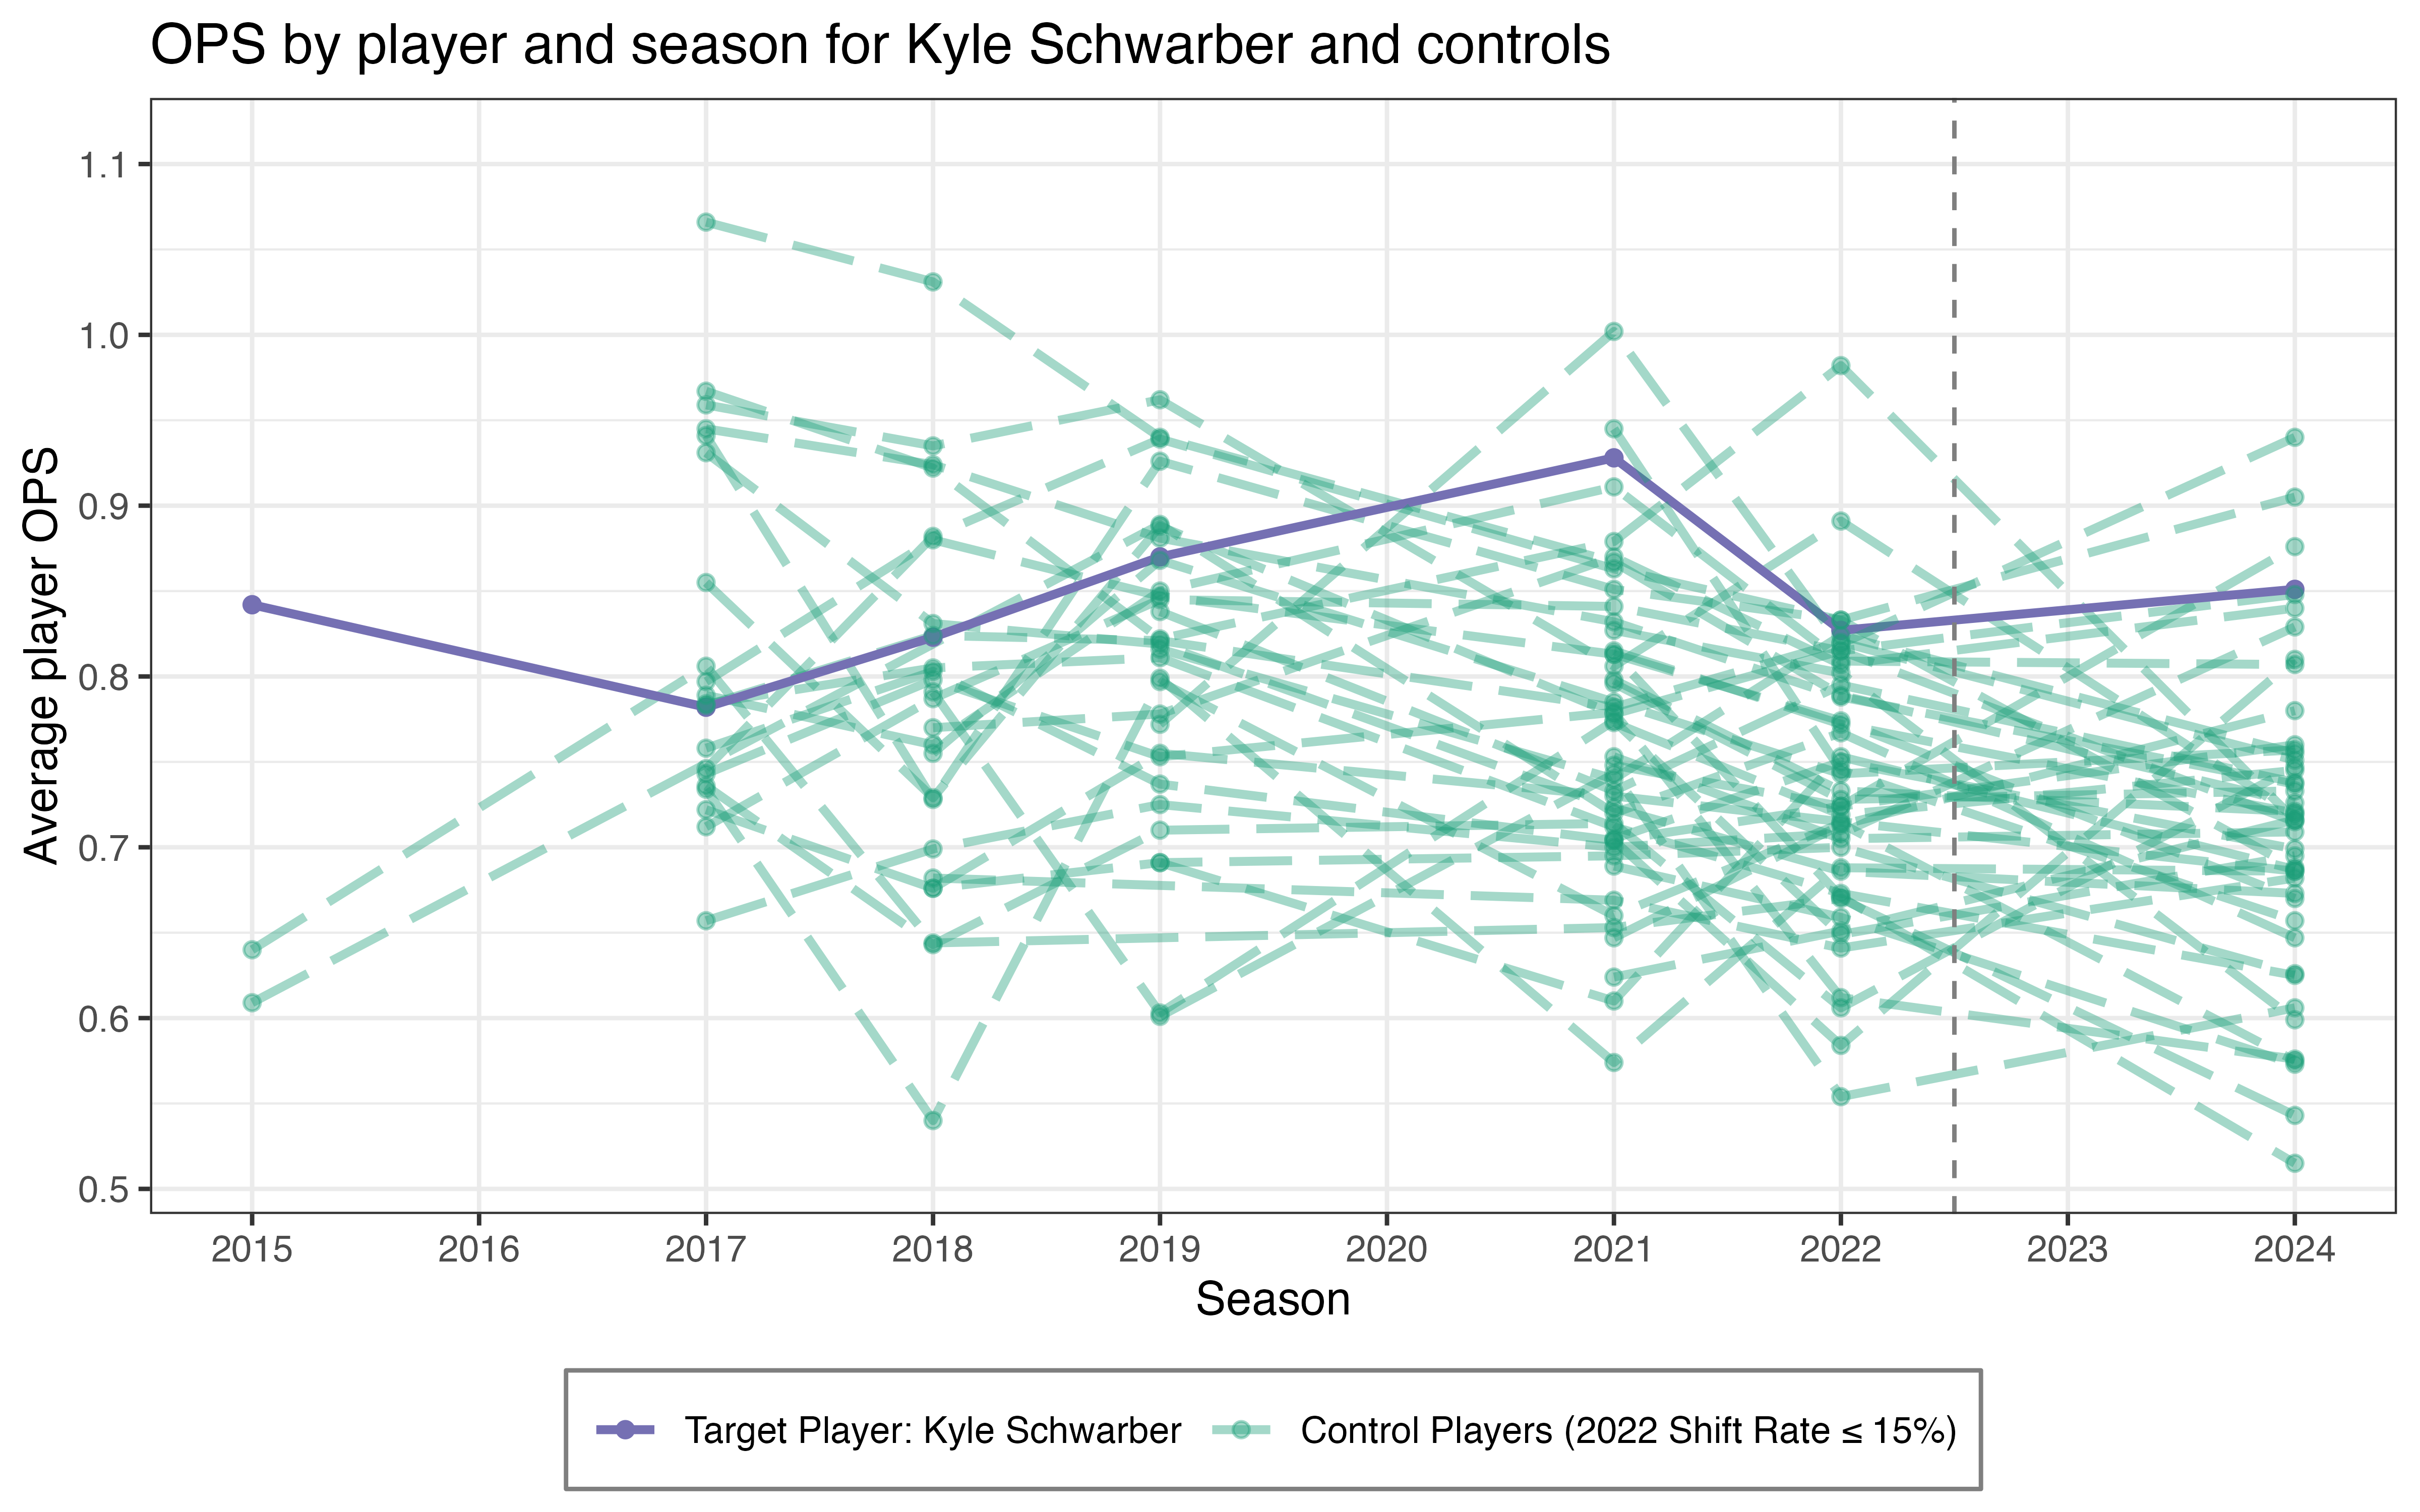 OPS by player and season for Kyle Schwarber and controls
Average player OPS
1.1
1.0
0.9
0.8
0.7
0.6
0.5
2015 2016 2017 2018 2019 2020 2021 2022 2023 2024
Season
Target Player: Kyle Schwarber Control Players (2022 Shift Rate ≤ 15%)